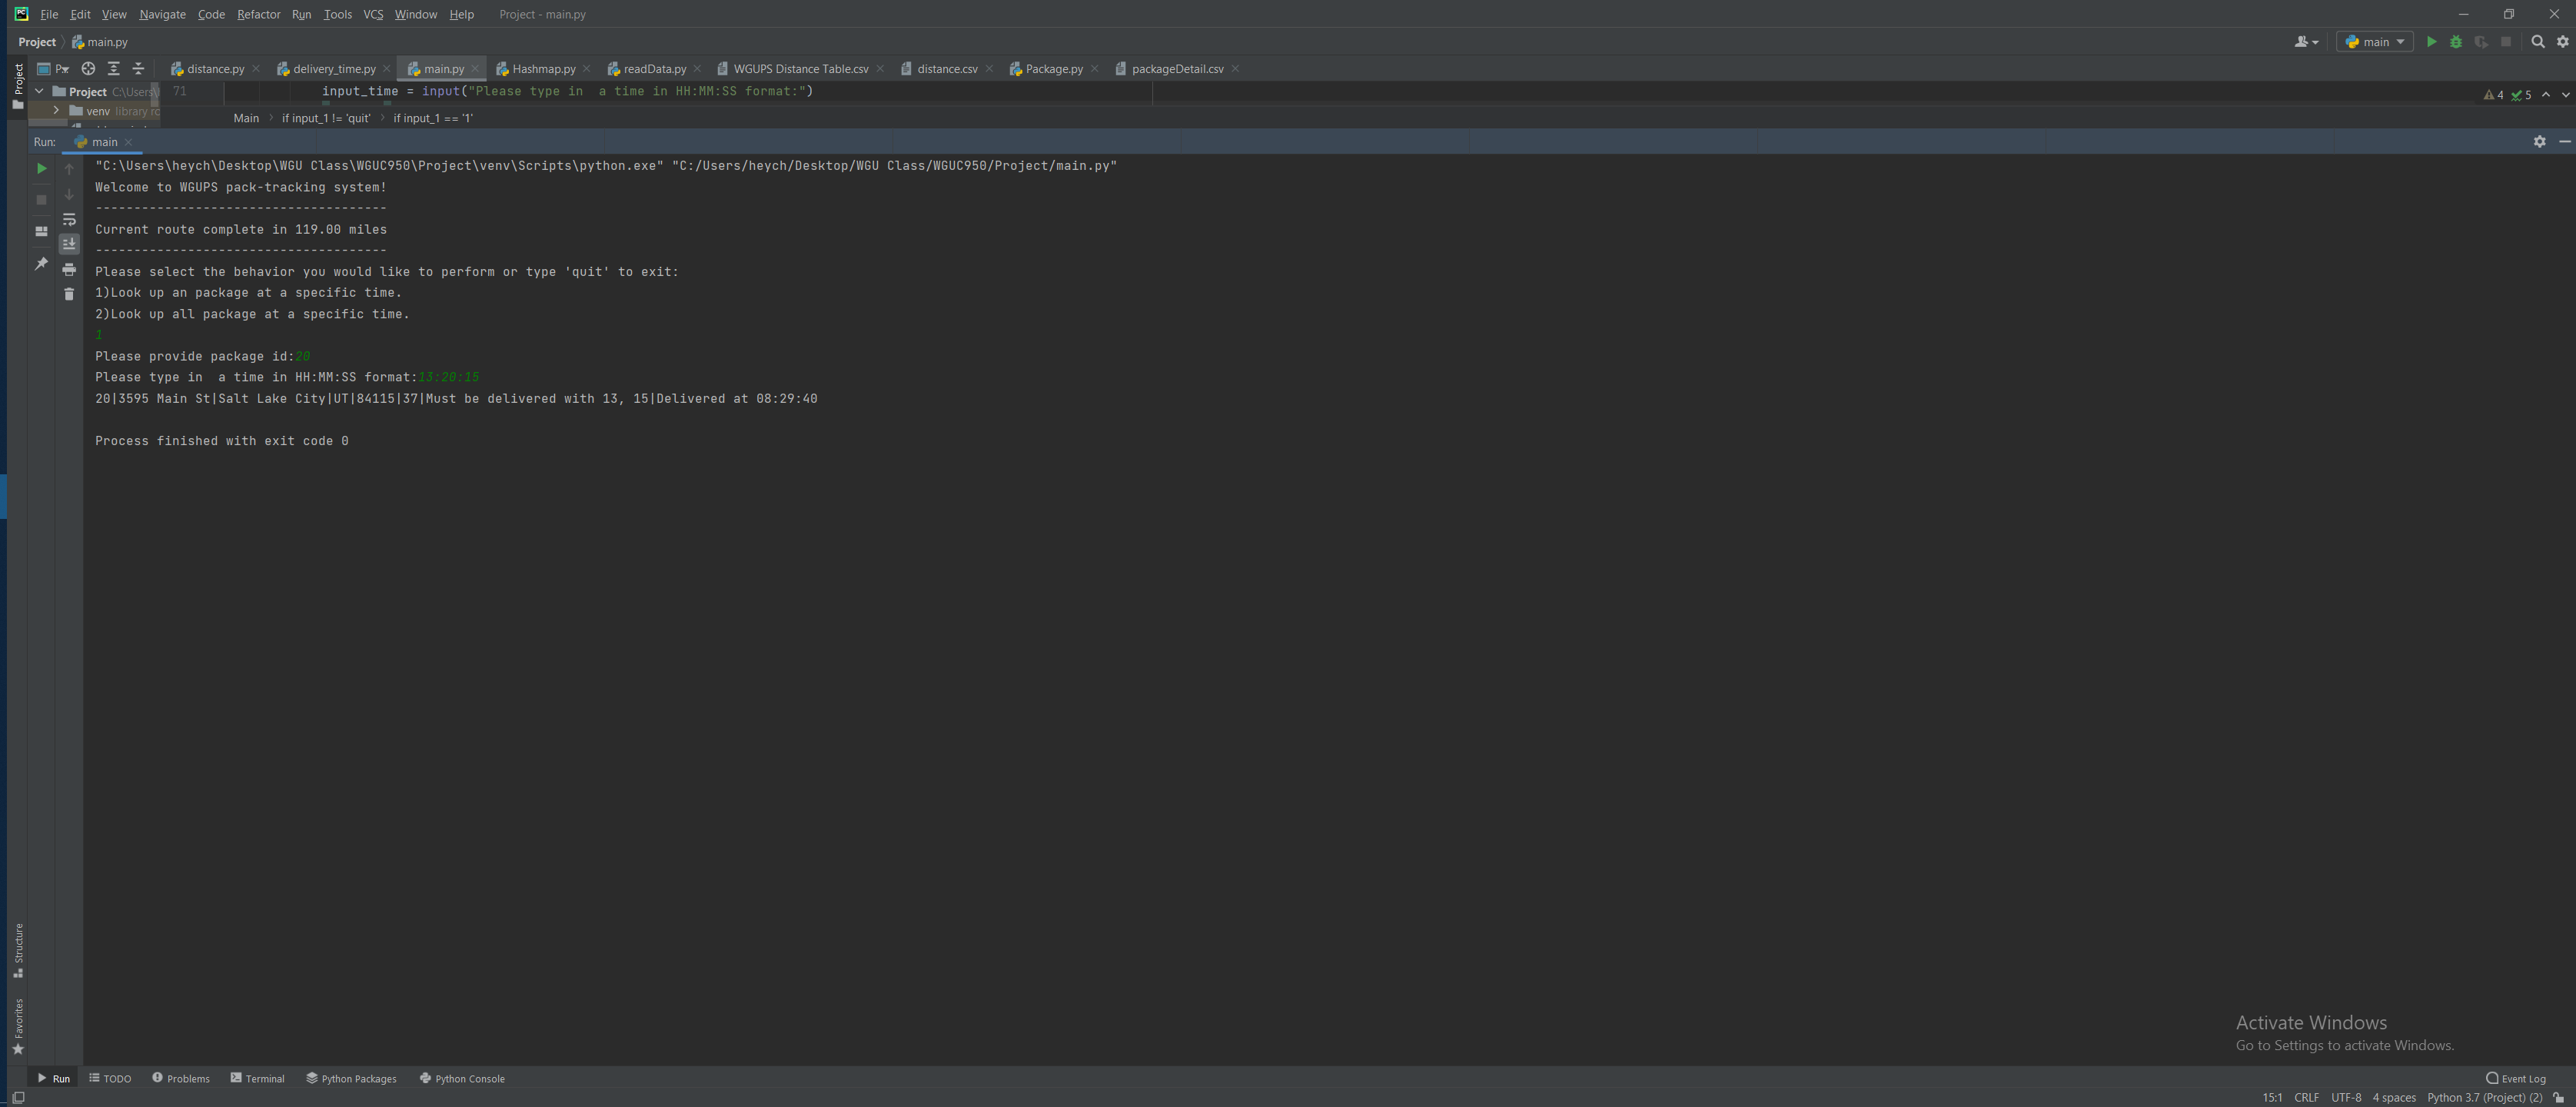 File Edit View Navigate Code Refactor Run Tools VCS Window Help Project - main.py
Project main.py main
Project P distance.py delivery_time.py main.py Hashmap.py readData.py WGUPS Distance Table.csv distance.csv Package.py packageDetail.csv
Project C:\Users\ 71 input_time = input("Please type in  a time in HH:MM:SS format:") 4 5
venv library ro
Main if input_1 != 'quit' if input_1 == '1'
Run: main
"C:\Users\heych\Desktop\WGU Class\WGUC950\Project\venv\Scripts\python.exe" "C:/Users/heych/Desktop/WGU Class/WGUC950/Project/main.py"
Welcome to WGUPS pack-tracking system!
--------------------------------------
Current route complete in 119.00 miles
--------------------------------------
Please select the behavior you would like to perform or type 'quit' to exit:
1)Look up an package at a specific time.
2)Look up all package at a specific time.
1
Please provide package id:20
Please type in  a time in HH:MM:SS format:13:20:15
20|3595 Main St|Salt Lake City|UT|84115|37|Must be delivered with 13, 15|Delivered at 08:29:40
Process finished with exit code 0
Structure
Favorites
Activate Windows
Go to Settings to activate Windows.
Run TODO Problems Terminal Python Packages Python Console Event Log
15:1 CRLF UTF-8 4 spaces Python 3.7 (Project) (2)